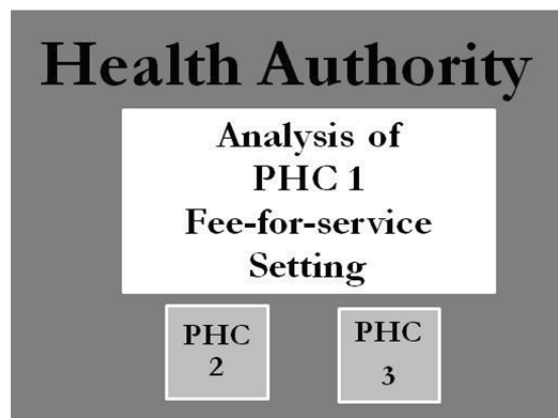 Health Authority
Analysis of
PHC 1
Fee-for-service
Setting
PHC
2
PHC
3